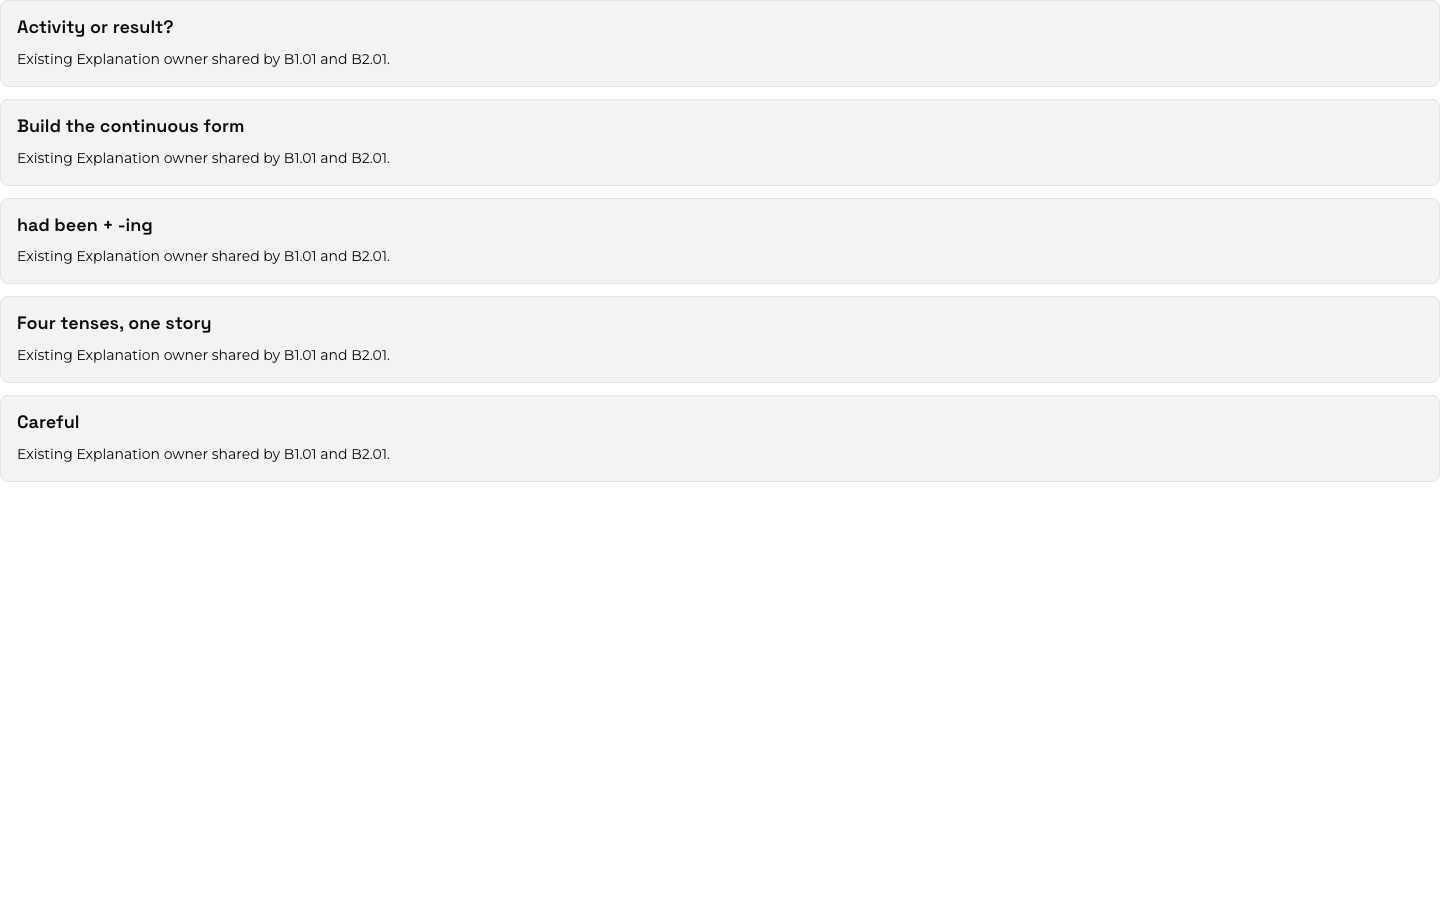 Activity or result?
Existing Explanation owner shared by B1.01 and B2.01.
Build the continuous form
Existing Explanation owner shared by B1.01 and B2.01.
had been + -ing
Existing Explanation owner shared by B1.01 and B2.01.
Four tenses, one story
Existing Explanation owner shared by B1.01 and B2.01.
Careful
Existing Explanation owner shared by B1.01 and B2.01.